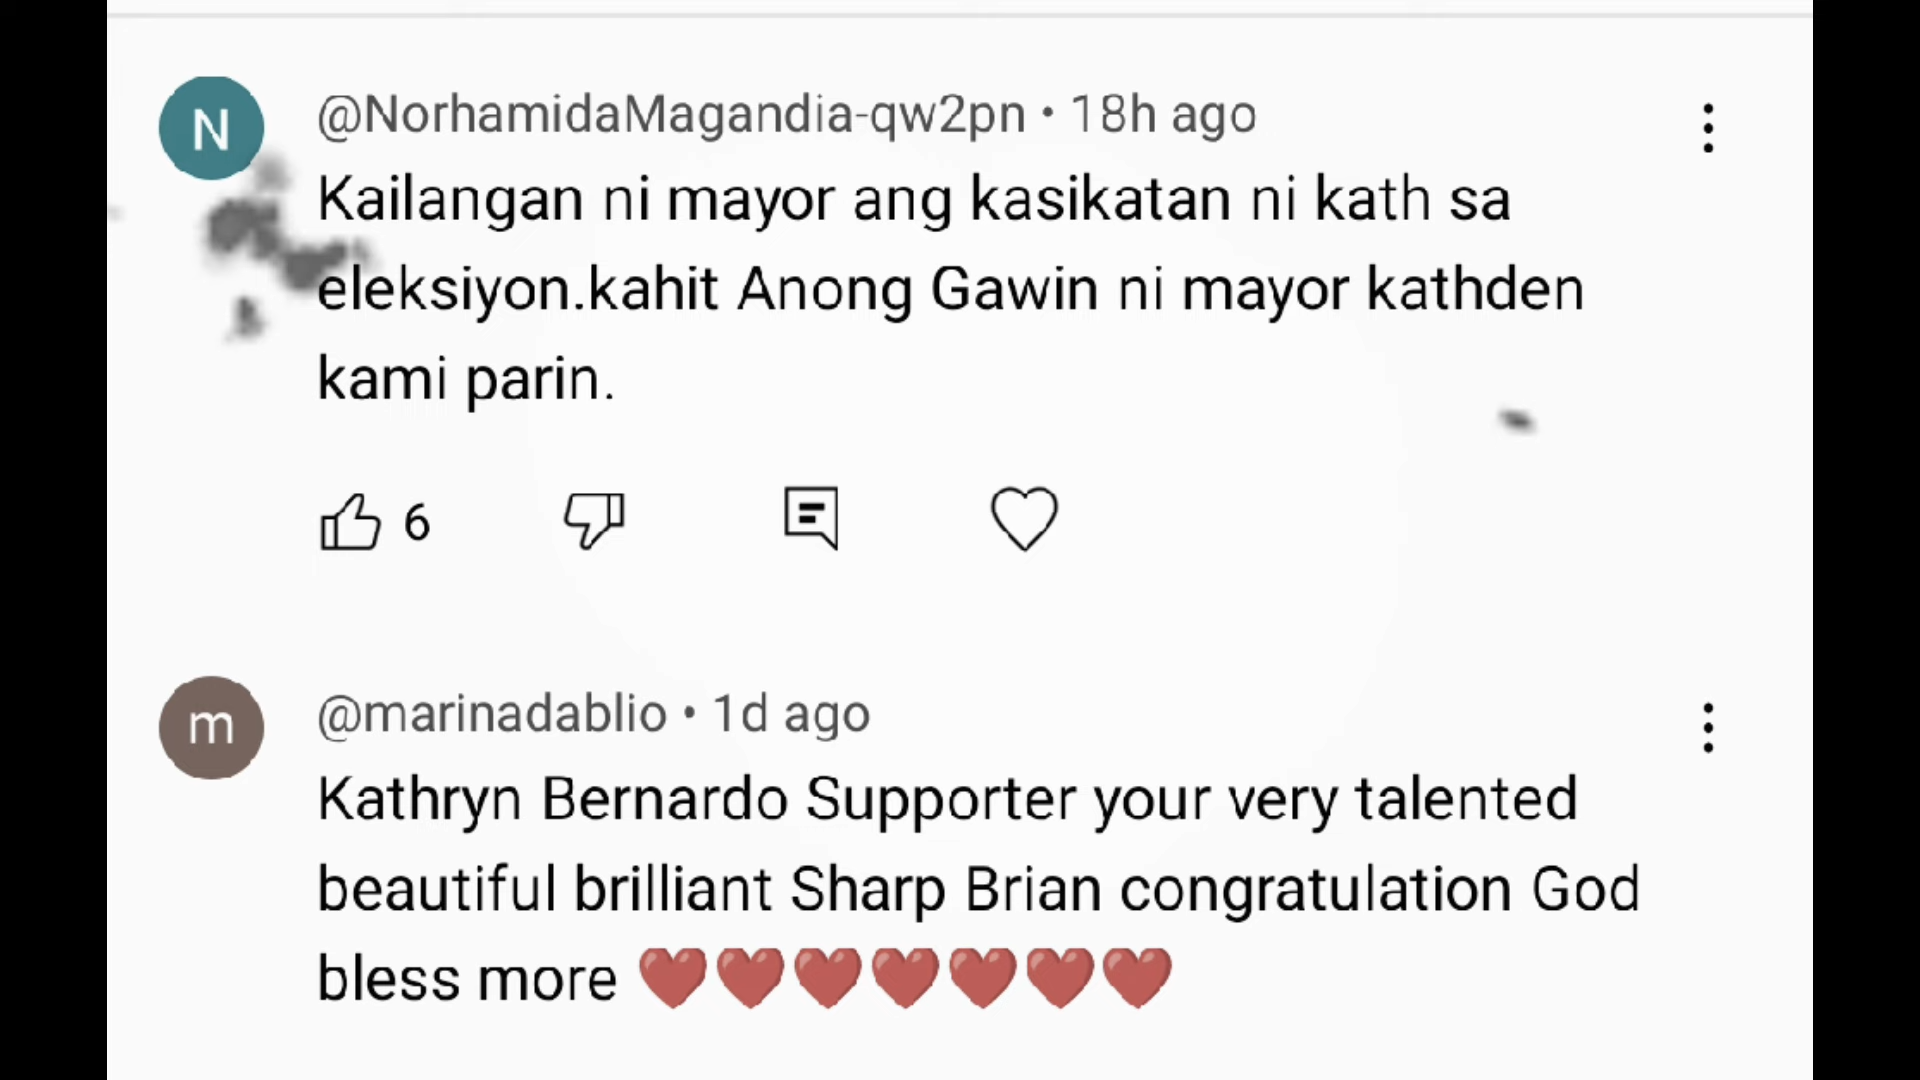 N
@NorhamidaMagandia-qw2pn • 18h ago
Kailangan ni mayor ang kasikatan ni kath sa
eleksiyon.kahit Anong Gawin ni mayor kathden
kami parin.
6
m
@marinadablio • 1d ago
Kathryn Bernardo Supporter your very talented
beautiful brilliant Sharp Brian congratulation God
bless more ❤️❤️❤️❤️❤️❤️❤️